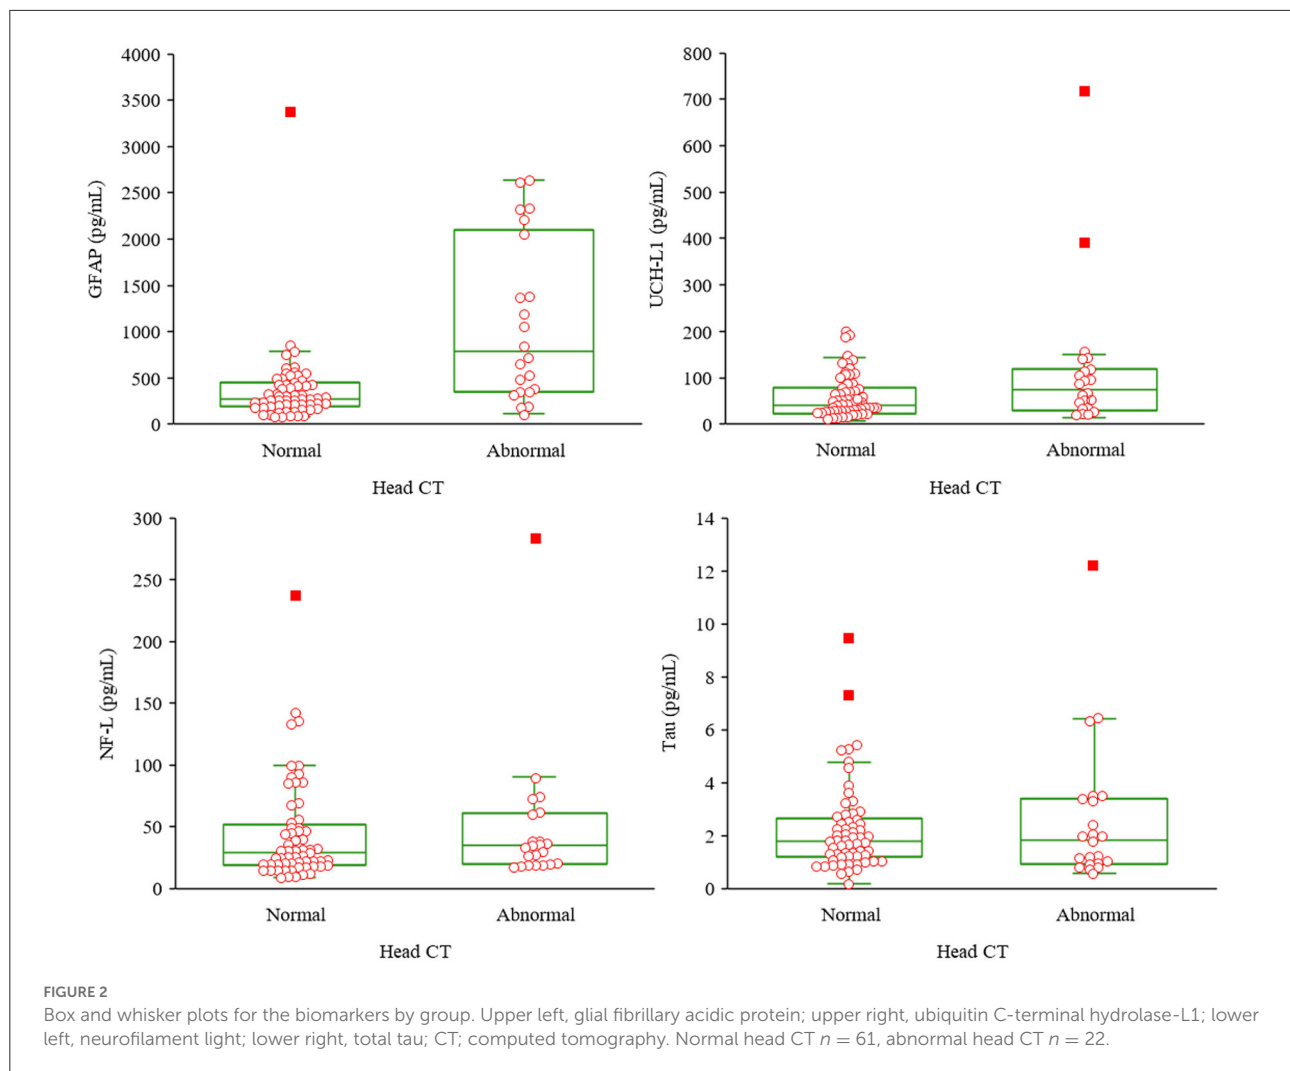 4000
3500
3000
2500
2000
1500
1000
500
0
GFAP (pg/mL)
Normal
Abnormal
Head CT
800
700
600
500
400
300
200
100
0
UCH-L1 (pg/mL)
Normal
Abnormal
Head CT
300
250
200
150
100
50
0
NF-L (pg/mL)
Normal
Abnormal
Head CT
14
12
10
8
6
4
2
0
Tau (pg/mL)
Normal
Abnormal
Head CT
FIGURE 2
Box and whisker plots for the biomarkers by group. Upper left, glial fibrillary acidic protein; upper right, ubiquitin C-terminal hydrolase-L1; lower
left, neurofilament light; lower right, total tau; CT; computed tomography. Normal head CT n = 61, abnormal head CT n = 22.